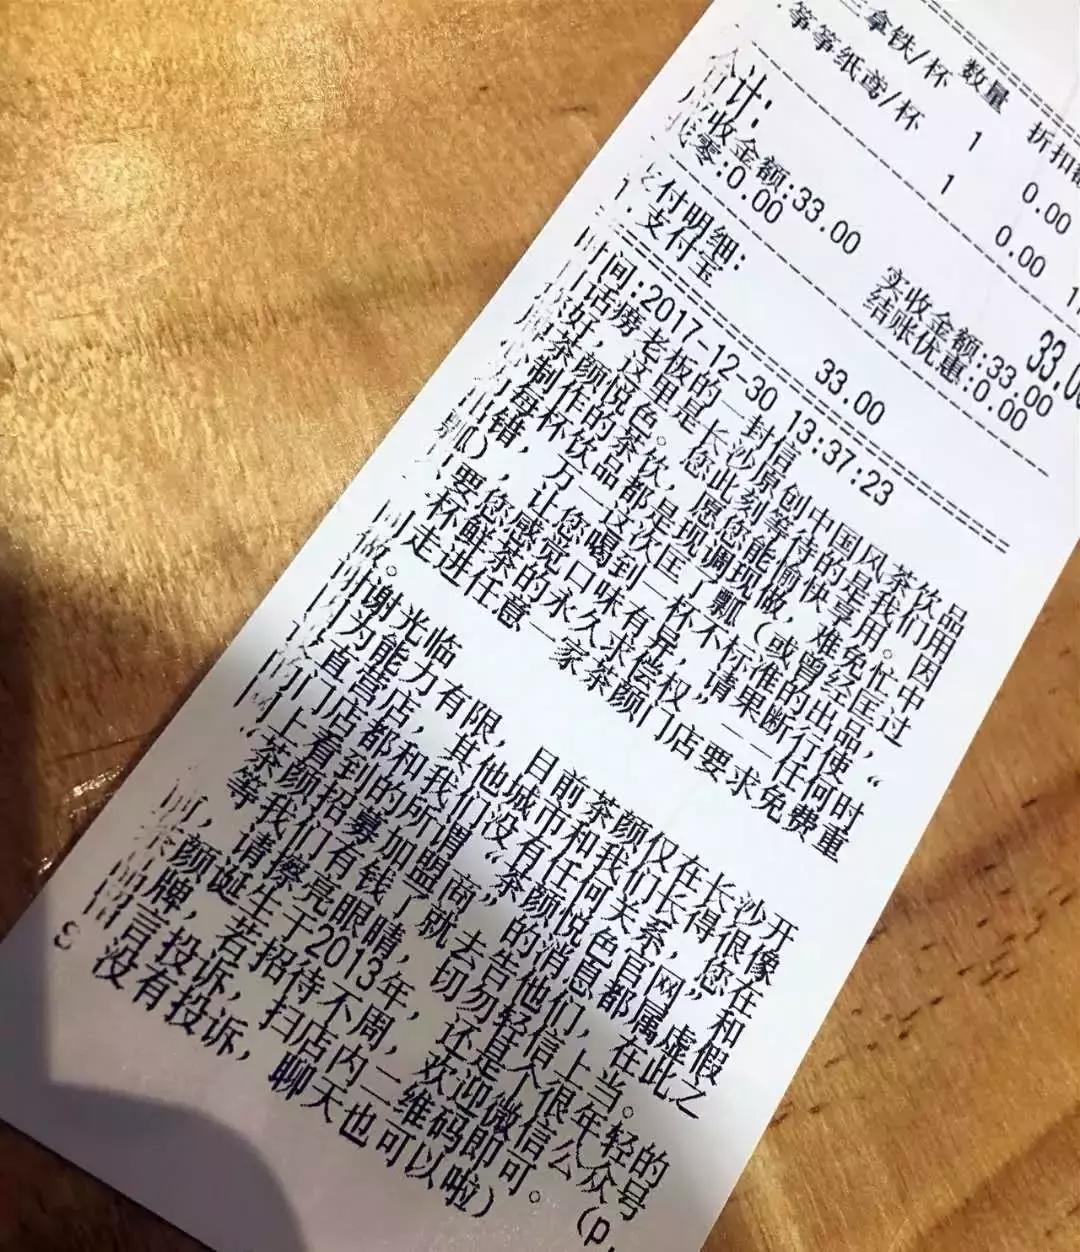 数量 折扣额
拿铁/杯 1 0.00
筝筝纸鸢/杯 1 0.00
合计: 33.0
应收金额:33.00 实收金额:33.00
找零:0.00 结账优惠:0.00
支付明细:
1.支付宝 33.00
时间:2017-12-30 13:37:23
话痨老板的一封信
您好，这里是长沙原创中国风茶饮品
牌茶颜悦色。您此刻等待的是我们用
心制作的茶饮，愿您能愉快享用。因
为每杯饮品都是现调现做，难免忙中
出错，万一这次匡了瓢（或曾经匡过
瓢），让您喝到一杯不标准的出品，
只要您感觉口味有异，请果断行使“
一杯鲜茶的永久求偿权”——任何时
间走进任意一家茶颜门店要求免费重
做。
谢谢光临
因为能力有限，目前茶颜仅在长沙开
设直营店，其他城市和我们长得很像
的门店都和我们没有任何关系，您在
网上看到的所谓“茶颜悦色官网”和
“茶颜招募加盟商”的消息都属虚假
，等我们有钱了就去告他们，在此之
前，请擦亮眼睛，切勿轻信上当。
茶颜诞生于2013年，还是个很年轻的
品牌，若招待不周，欢迎微信公众号
留言投诉，扫店内二维码即可。（p.
s 没有投诉，聊天也可以啦）